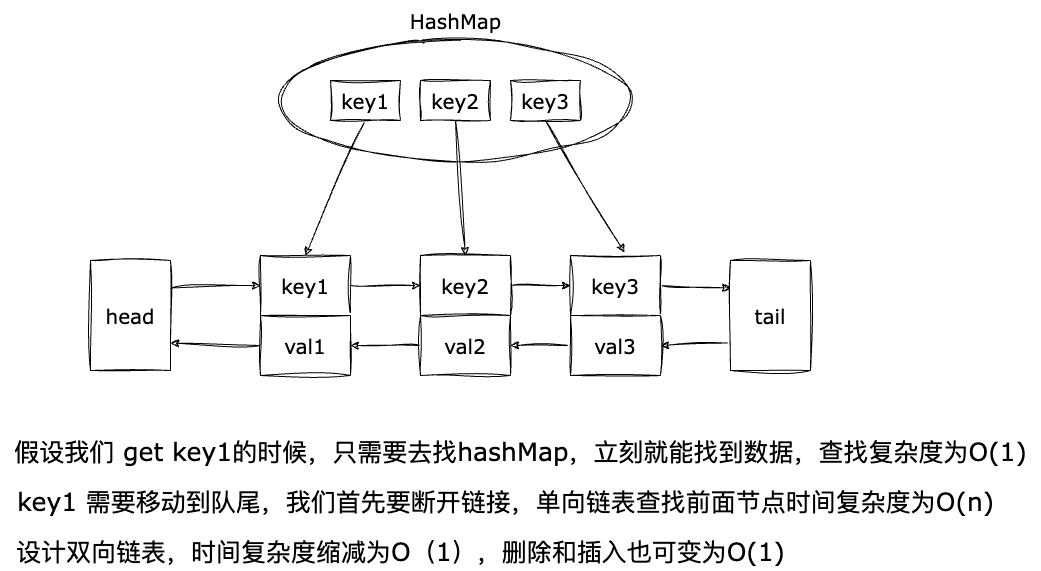 HashMap
key1 key2 key3
head key1 key2 key3 tail
val1 val2 val3
假设我们 get key1的时候，只需要去找hashMap，立刻就能找到数据，查找复杂度为O(1)
key1 需要移动到队尾，我们首先要断开链接，单向链表查找前面节点时间复杂度为O(n)
设计双向链表，时间复杂度缩减为O（1），删除和插入也可变为O(1)